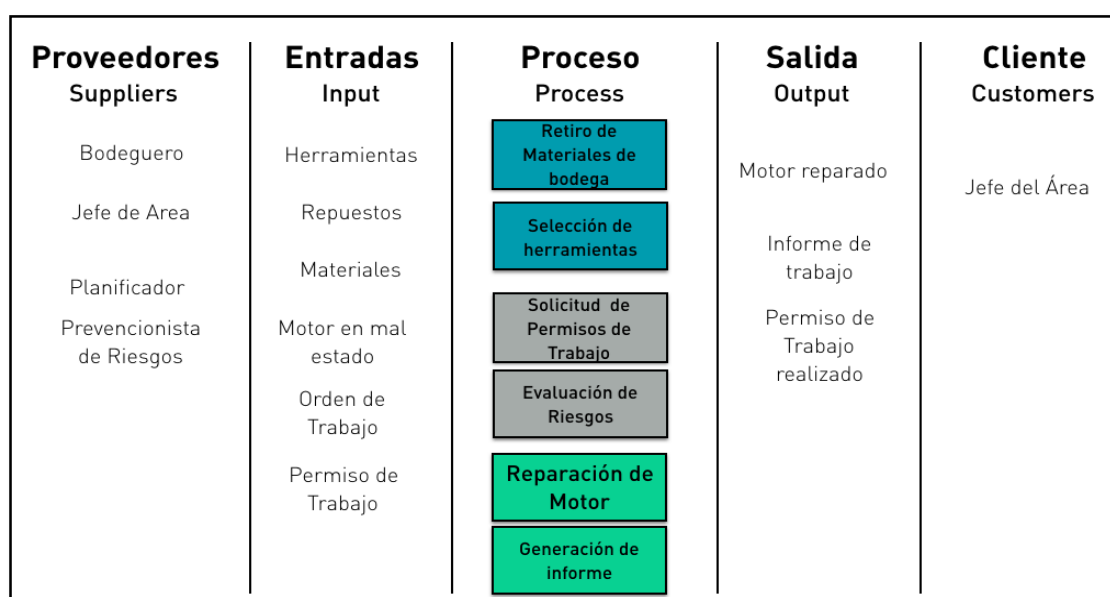 Proveedores
Suppliers
Bodeguero
Jefe de Area
Planificador
Prevencionista
de Riesgos
Entradas
Input
Herramientas
Repuestos
Materiales
Motor en mal
estado
Orden de
Trabajo
Permiso de
Trabajo
Proceso
Process
Retiro de
Materiales de
bodega
Selección de
herramientas
Solicitud de
Permisos de
Trabajo
Evaluación de
Riesgos
Reparación de
Motor
Generación de
informe
Salida
Output
Motor reparado
Informe de
trabajo
Permiso de
Trabajo
realizado
Cliente
Customers
Jefe del Área